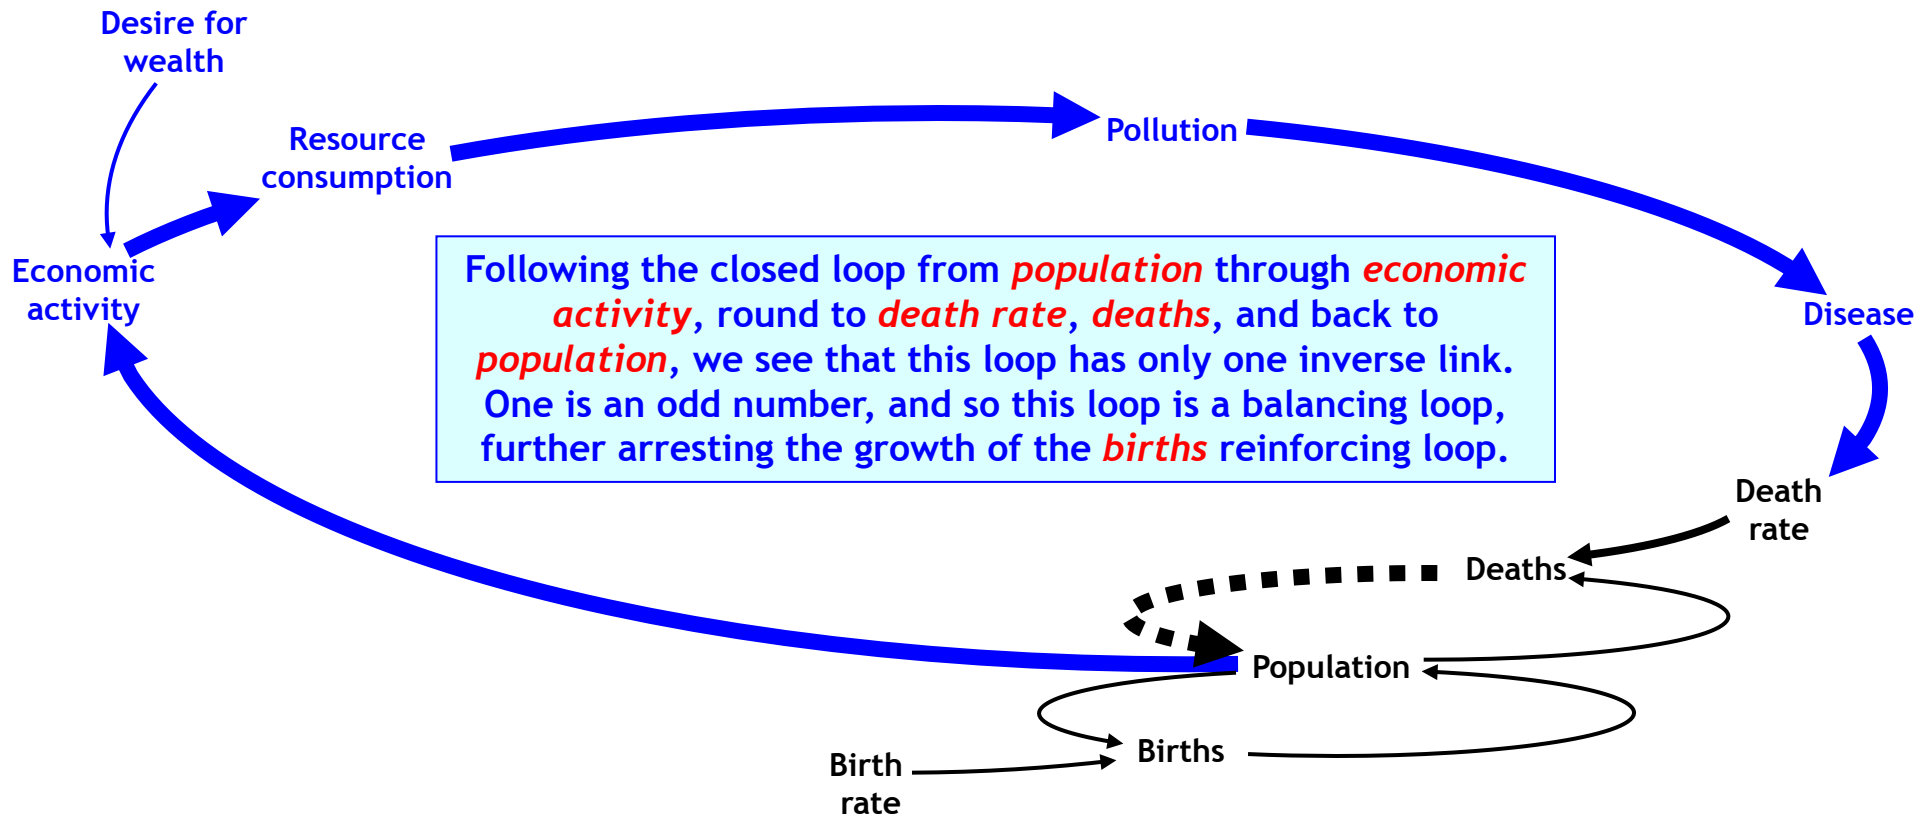 Desire for
wealth
Resource
consumption
Pollution
Economic
activity
Following the closed loop from population through economic
activity, round to death rate, deaths, and back to
population, we see that this loop has only one inverse link.
One is an odd number, and so this loop is a balancing loop,
further arresting the growth of the births reinforcing loop.
Disease
Death
rate
Deaths
Population
Births
Birth
rate